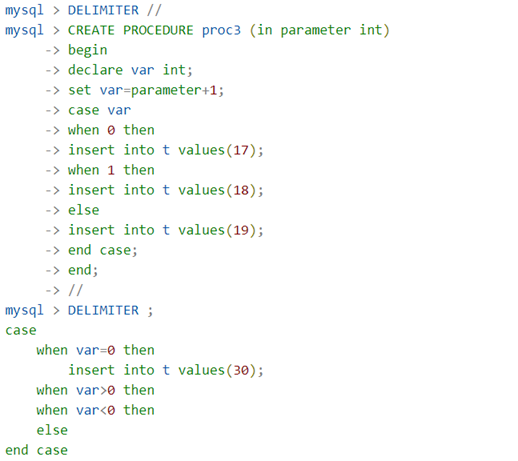 mysql > DELIMITER //
mysql > CREATE PROCEDURE proc3 (in parameter int)
     -> begin
     -> declare var int;
     -> set var=parameter+1;
     -> case var
     -> when 0 then
     -> insert into t values(17);
     -> when 1 then
     -> insert into t values(18);
     -> else
     -> insert into t values(19);
     -> end case;
     -> end;
     -> //
mysql > DELIMITER ;
case
    when var=0 then
        insert into t values(30);
    when var>0 then
    when var<0 then
    else
end case